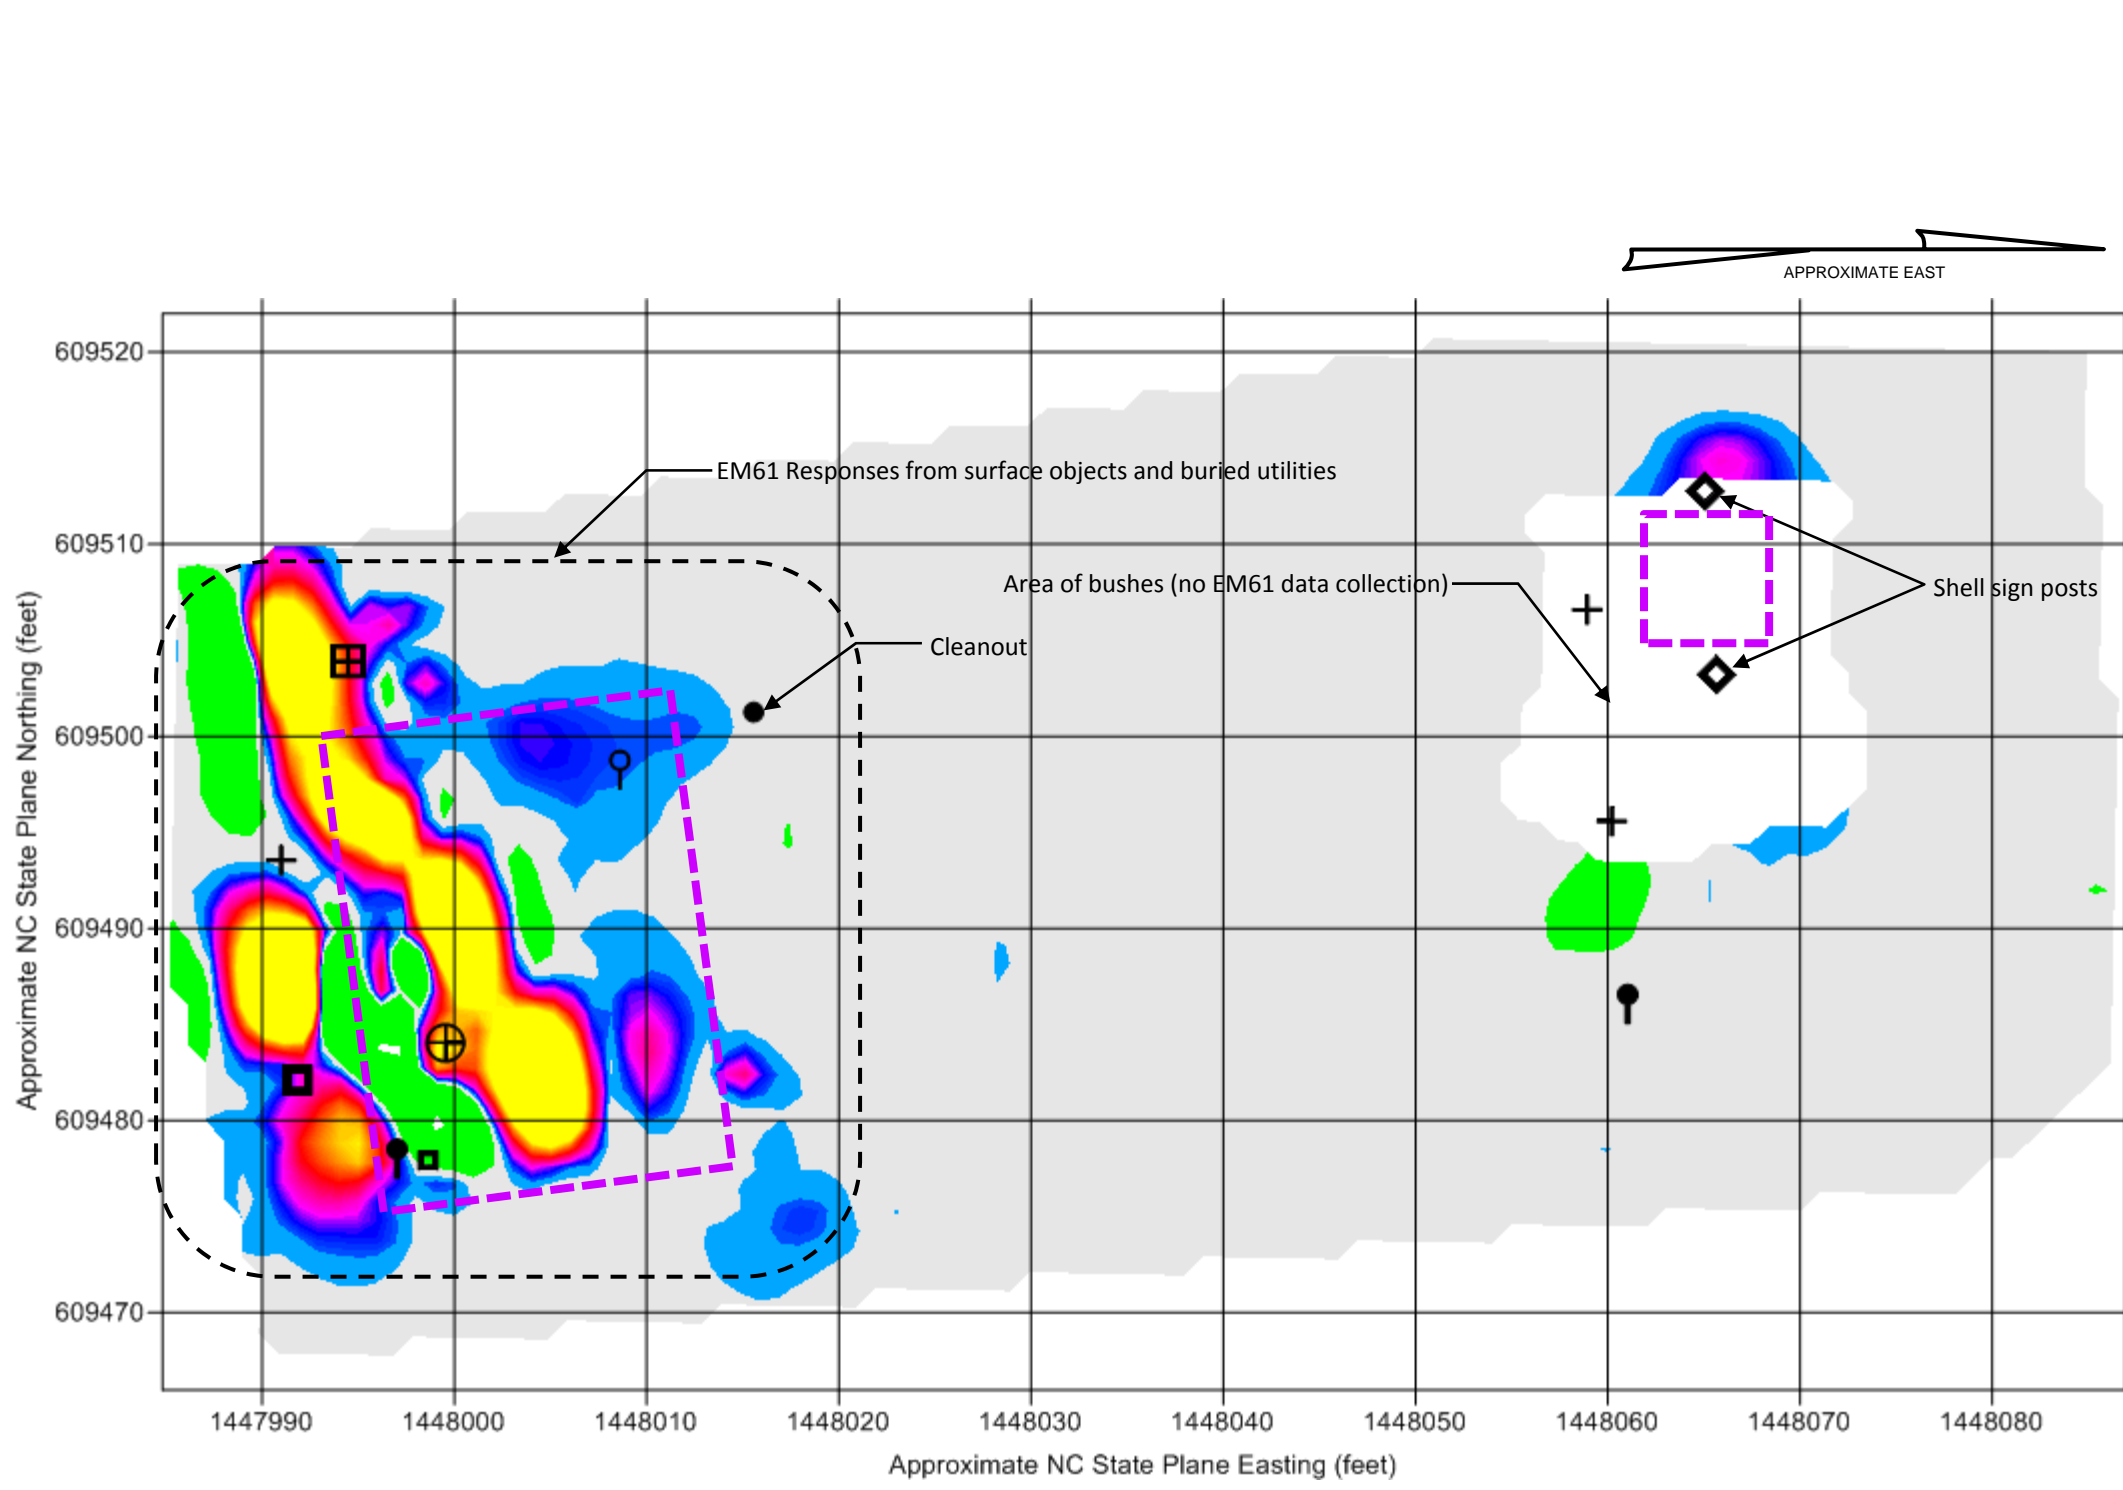 APPROXIMATE EAST
609520
EM61 Responses from surface objects and buried utilities
609510
Area of bushes (no EM61 data collection)
Shell sign posts
Cleanout
609500
609490
609480
609470
Approximate NC State Plane Northing (feet)
1447990 1448000 1448010 1448020 1448030 1448040 1448050 1448060 1448070 1448080
Approximate NC State Plane Easting (feet)